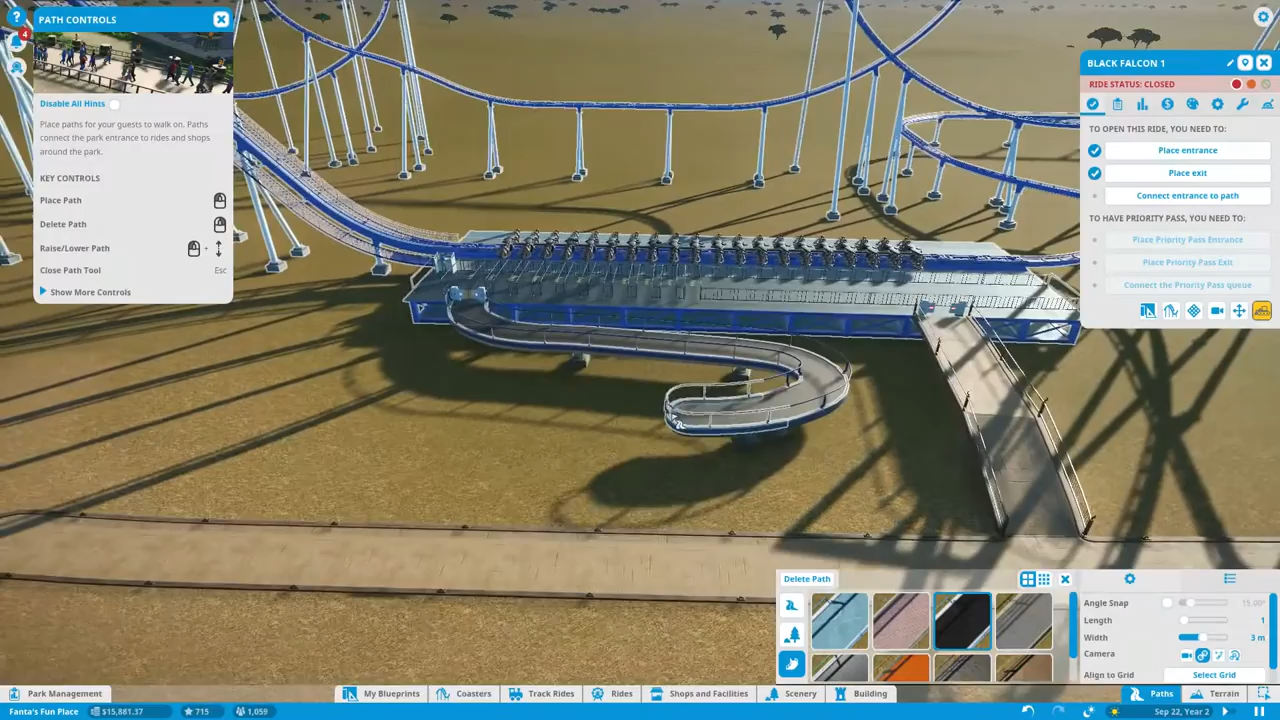 ?
4
PATH CONTROLS
Disable All Hints
Place paths for your guests to walk on. Paths
connect the park entrance to rides and shops
around the park.
KEY CONTROLS
Place Path
Delete Path
Raise/Lower Path
+
Close Path Tool
Esc
Show More Controls
BLACK FALCON 1
RIDE STATUS: CLOSED
TO OPEN THIS RIDE, YOU NEED TO:
Place entrance
Place exit
Connect entrance to path
TO HAVE PRIORITY PASS, YOU NEED TO:
Place Priority Pass Entrance
Place Priority Pass Exit
Connect the Priority Pass queue
Delete Path
Angle Snap
15.00°
Length
1
Width
3 m
Camera
Align to Grid
Select Grid
Park Management
My Blueprints
Coasters
Track Rides
Rides
Shops and Facilities
Scenery
Building
Paths
Terrain
Fanta's Fun Place
$15,881.37
715
1,059
Sep 22, Year 2